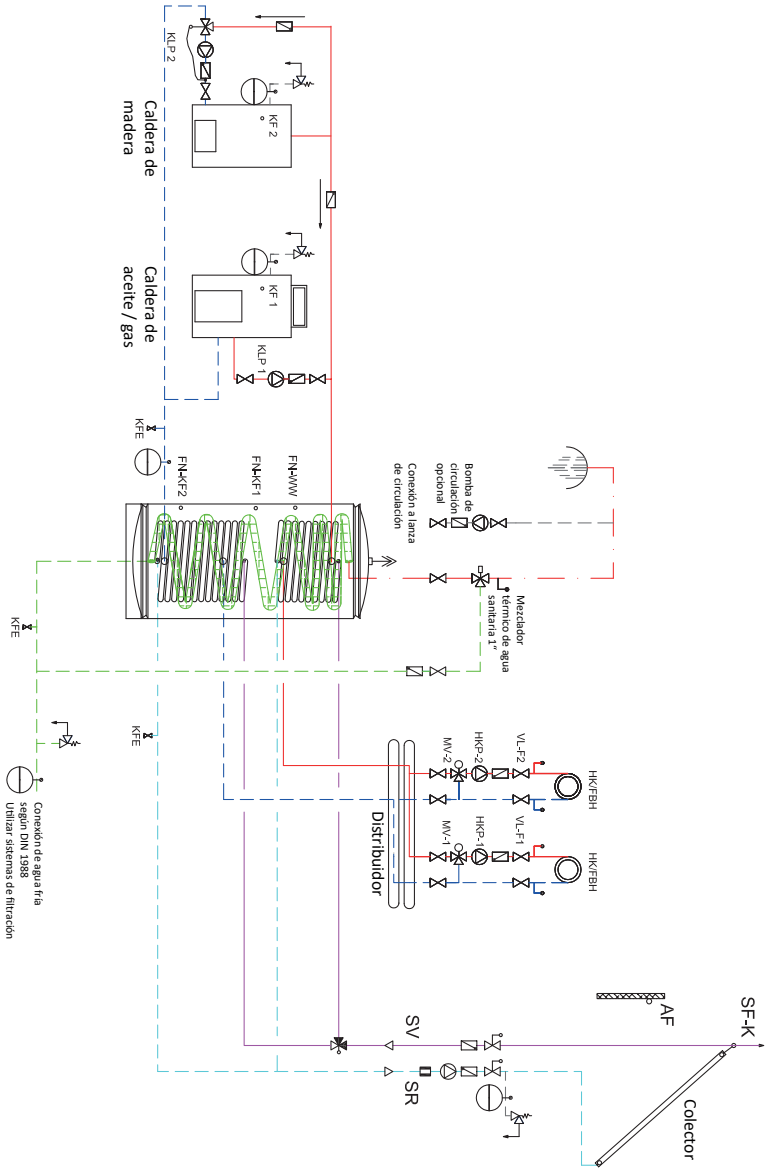 SF-K
AF
Colector
SV
SR
HK/FBH
HK/FBH
VL-F2
VL-F1
HKP-2
HKP-1
MV-2
MV-1
Mezclador
térmico de agua
sanitaria 1"
Distribuidor
Bomba de
circulación
opcional
Conexión a lanza
de circulación
FN-WW
FN-KF1
FN-KF2
KF 2
KF 1
KLP 1
KLP 2
Caldera de
madera
Caldera de
aceite / gas
KFE
KFE
KFE
Conexión de agua fría
según DIN 1988
Utilizar sistemas de filtración